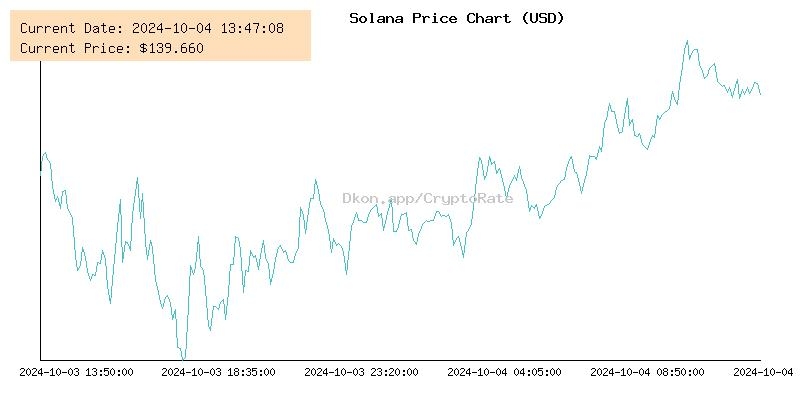 Solana Price Chart (USD)
Current Date: 2024-10-04 13:47:08
Current Price: $139.660
Dkon.app/CryptoRate
2024-10-03 13:50:00 2024-10-03 18:35:00 2024-10-03 23:20:00 2024-10-04 04:05:00 2024-10-04 08:50:00 2024-10-04